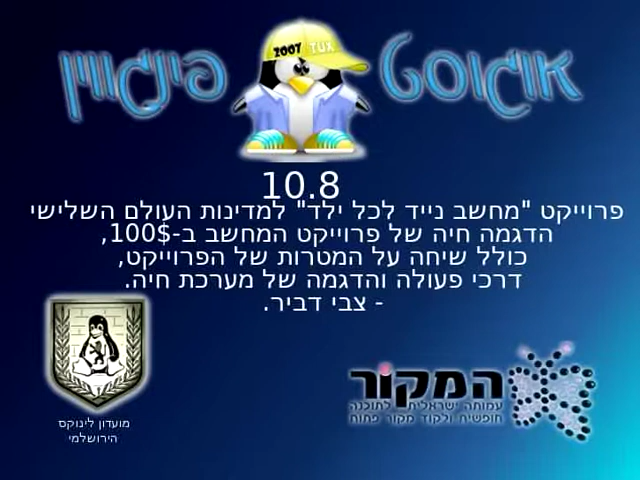 אוגוסט פינגווין
2007 TUX
10.8
פרוייקט "מחשב נייד לכל ילד" למדינות העולם השלישי
הדגמה חיה של פרוייקט המחשב ב-100$,
כולל שיחה על המטרות של הפרוייקט,
דרכי פעולה והדגמה של מערכת חיה.
- צבי דביר.
מועדון לינוקס
הירושלמי
המקור
עמותה ישראלית לתוכנה
חופשית ולקוד מקור פתוח